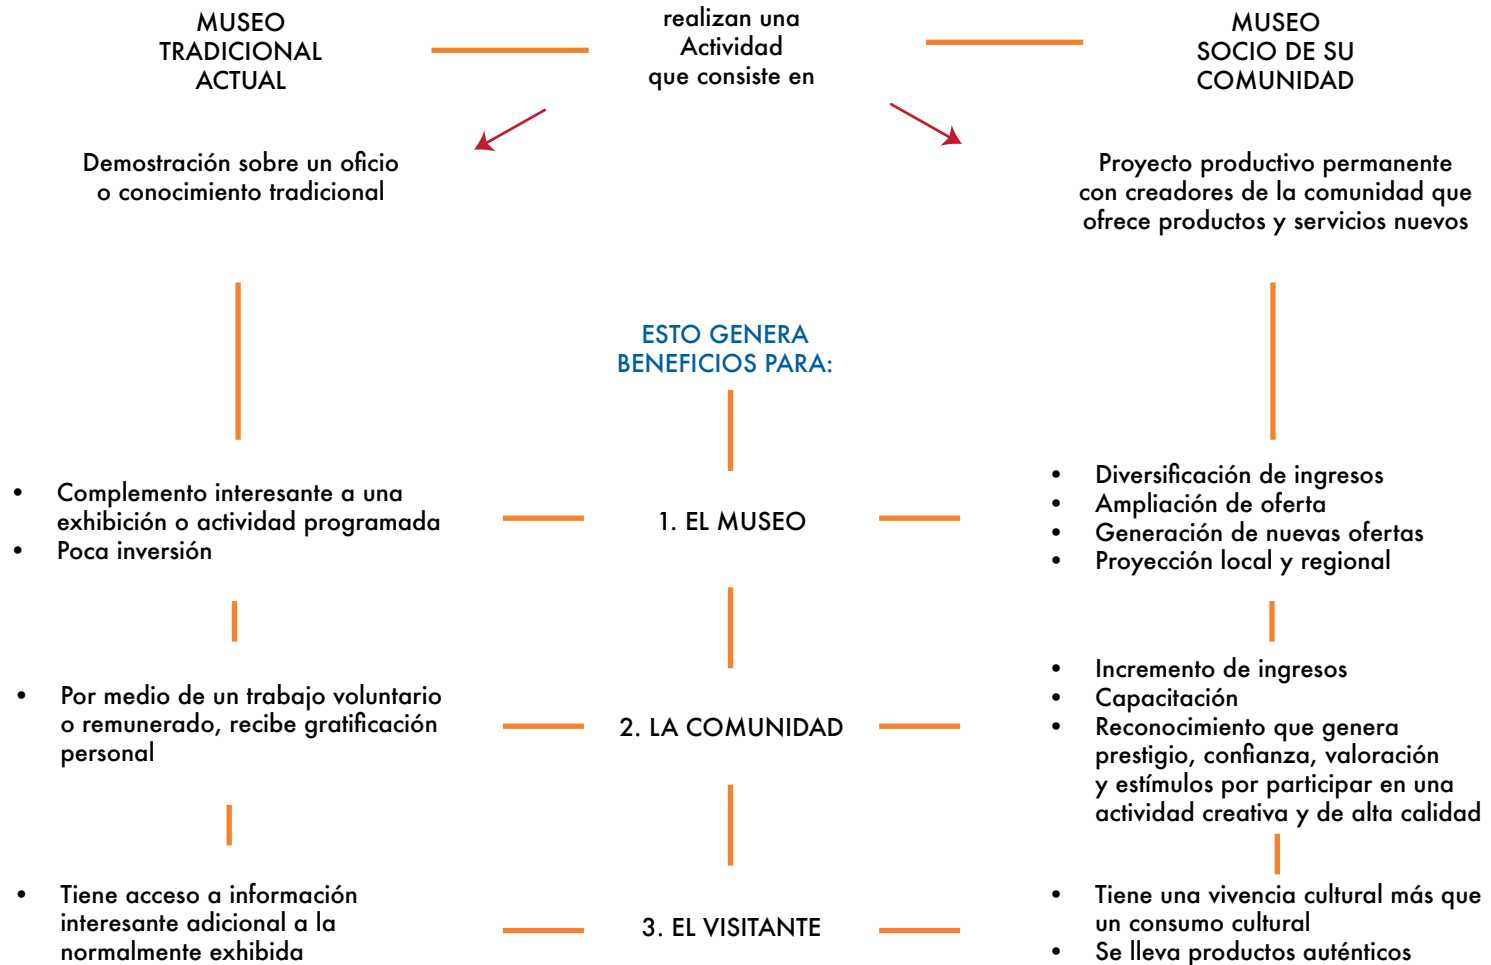 MUSEO
TRADICIONAL
ACTUAL
realizan una
Actividad
que consiste en
MUSEO
SOCIO DE SU
COMUNIDAD
Demostración sobre un oficio
o conocimiento tradicional
Proyecto productivo permanente
con creadores de la comunidad que
ofrece productos y servicios nuevos
ESTO GENERA
BENEFICIOS PARA:
• Complemento interesante a una
exhibición o actividad programada
• Poca inversión
1. EL MUSEO
• Diversificación de ingresos
• Ampliación de oferta
• Generación de nuevas ofertas
• Proyección local y regional
• Por medio de un trabajo voluntario
o remunerado, recibe gratificación
personal
2. LA COMUNIDAD
• Incremento de ingresos
• Capacitación
• Reconocimiento que genera
prestigio, confianza, valoración
y estímulos por participar en una
actividad creativa y de alta calidad
• Tiene acceso a información
interesante adicional a la
normalmente exhibida
3. EL VISITANTE
• Tiene una vivencia cultural más que
un consumo cultural
• Se lleva productos auténticos